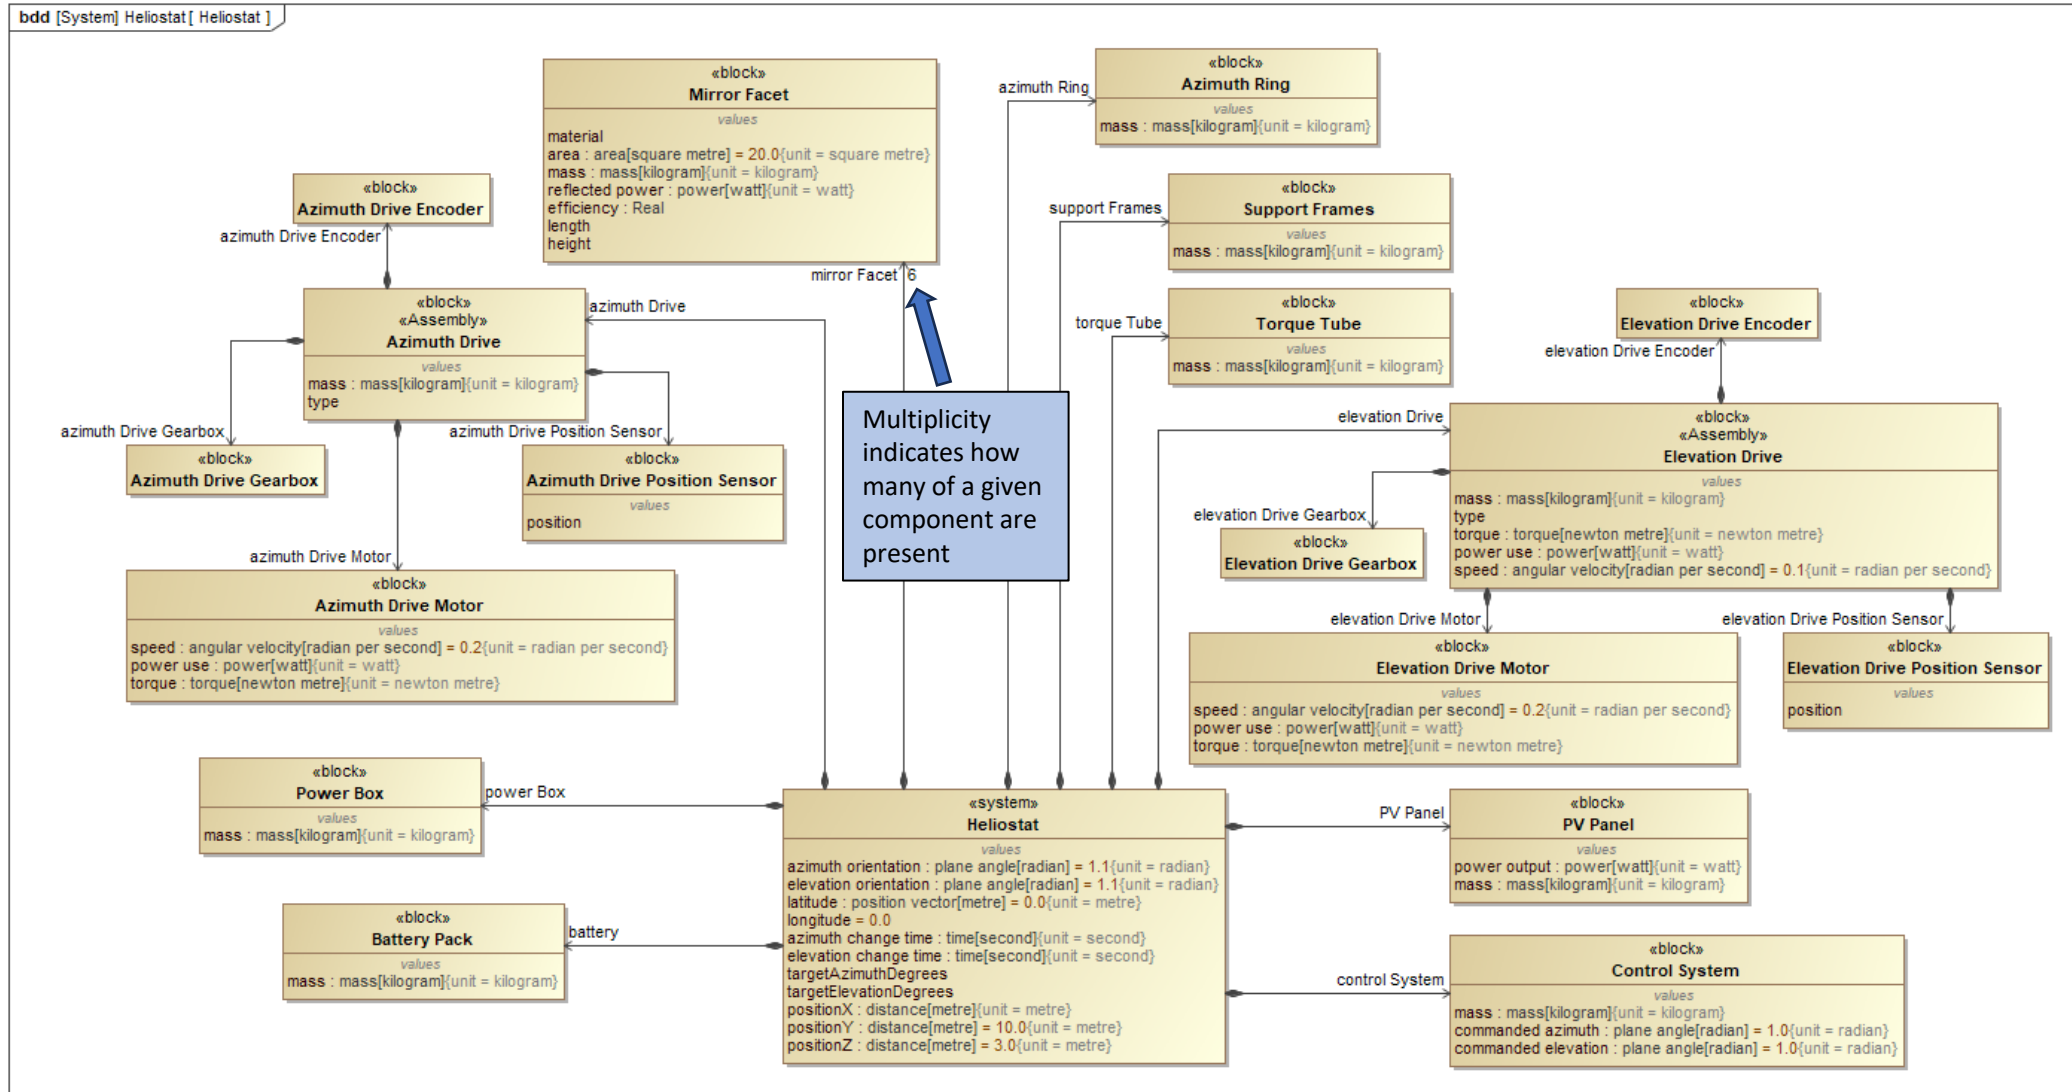 bdd [System] Heliostat [ Heliostat ]
«block»
Mirror Facet
values
material
area : area[square metre] = 20.0{unit = square metre}
mass : mass[kilogram]{unit = kilogram}
reflected power : power[watt]{unit = watt}
efficiency : Real
length
height
mirror Facet 6
azimuth Ring
«block»
Azimuth Ring
values
mass : mass[kilogram]{unit = kilogram}
support Frames
«block»
Support Frames
values
mass : mass[kilogram]{unit = kilogram}
torque Tube
«block»
Torque Tube
values
mass : mass[kilogram]{unit = kilogram}
«block»
Azimuth Drive Encoder
azimuth Drive Encoder
azimuth Drive
«block»
«Assembly»
Azimuth Drive
values
mass : mass[kilogram]{unit = kilogram}
type
azimuth Drive Gearbox
«block»
Azimuth Drive Gearbox
azimuth Drive Position Sensor
«block»
Azimuth Drive Position Sensor
values
position
azimuth Drive Motor
«block»
Azimuth Drive Motor
values
speed : angular velocity[radian per second] = 0.2{unit = radian per second}
power use : power[watt]{unit = watt}
torque : torque[newton metre]{unit = newton metre}
Multiplicity
indicates how
many of a given
component are
present
«block»
Elevation Drive Encoder
elevation Drive Encoder
elevation Drive
«block»
«Assembly»
Elevation Drive
values
mass : mass[kilogram]{unit = kilogram}
type
torque : torque[newton metre]{unit = newton metre}
power use : power[watt]{unit = watt}
speed : angular velocity[radian per second] = 0.1{unit = radian per second}
elevation Drive Gearbox
«block»
Elevation Drive Gearbox
elevation Drive Motor
«block»
Elevation Drive Motor
values
speed : angular velocity[radian per second] = 0.2{unit = radian per second}
power use : power[watt]{unit = watt}
torque : torque[newton metre]{unit = newton metre}
elevation Drive Position Sensor
«block»
Elevation Drive Position Sensor
values
position
«block»
Power Box
values
mass : mass[kilogram]{unit = kilogram}
power Box
«block»
Battery Pack
values
mass : mass[kilogram]{unit = kilogram}
battery
«system»
Heliostat
values
azimuth orientation : plane angle[radian] = 1.1{unit = radian}
elevation orientation : plane angle[radian] = 1.1{unit = radian}
latitude : position vector[metre] = 0.0{unit = metre}
longitude = 0.0
azimuth change time : time[second]{unit = second}
elevation change time : time[second]{unit = second}
targetAzimuthDegrees
targetElevationDegrees
positionX : distance[metre]{unit = metre}
positionY : distance[metre] = 10.0{unit = metre}
positionZ : distance[metre] = 3.0{unit = metre}
PV Panel
«block»
PV Panel
values
power output : power[watt]{unit = watt}
mass : mass[kilogram]{unit = kilogram}
control System
«block»
Control System
values
mass : mass[kilogram]{unit = kilogram}
commanded azimuth : plane angle[radian] = 1.0{unit = radian}
commanded elevation : plane angle[radian] = 1.0{unit = radian}